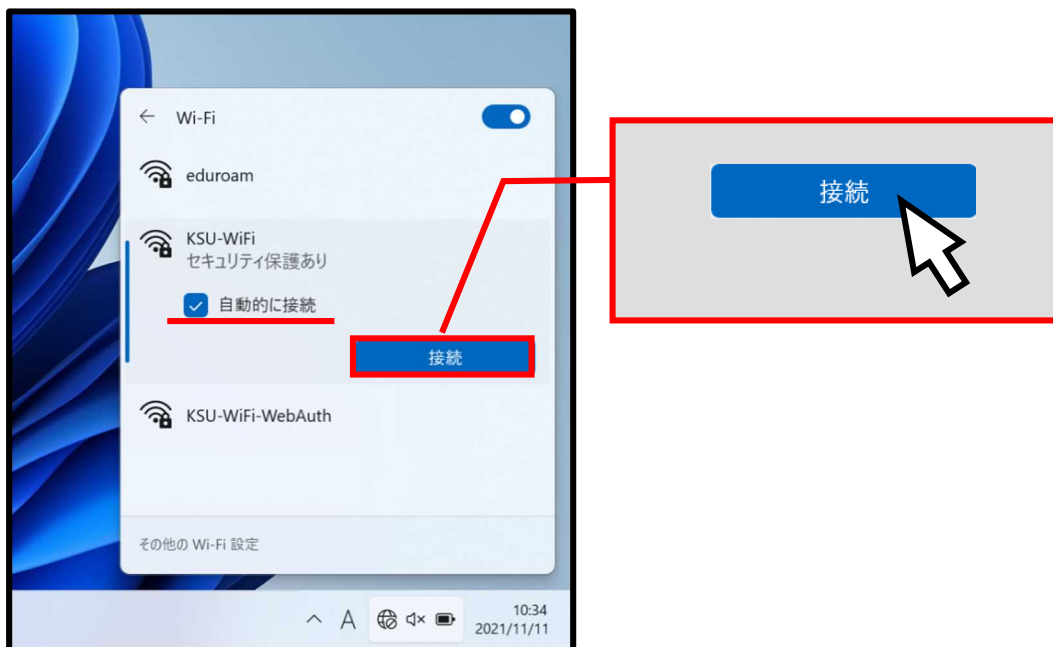 Wi-Fi
eduroam
KSU-WiFi
セキュリティ保護あり
自動的に接続
接続
KSU-WiFi-WebAuth
その他の Wi-Fi 設定
A
10:34
2021/11/11
接続